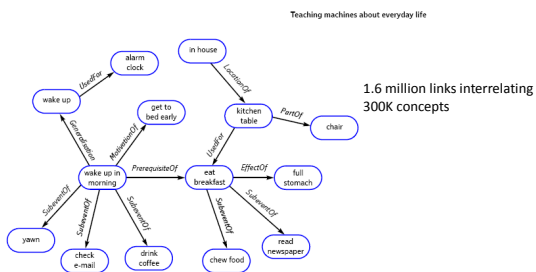 Teaching machines about everyday life
alarm
clock
in house
UsedFor
LocationOf
1.6 million links interrelating
300K concepts
wake up
get to
bed early
kitchen
table
PartOf
chair
Generalisation
MotivationOf
UsedFor
wake up in
morning
PrerequisiteOf
eat
breakfast
EffectOf
full
stomach
SubeventOf
SubeventOf
SubeventOf
SubeventOf
SubeventOf
yawn
check
e-mail
drink
coffee
chew food
read
newspaper